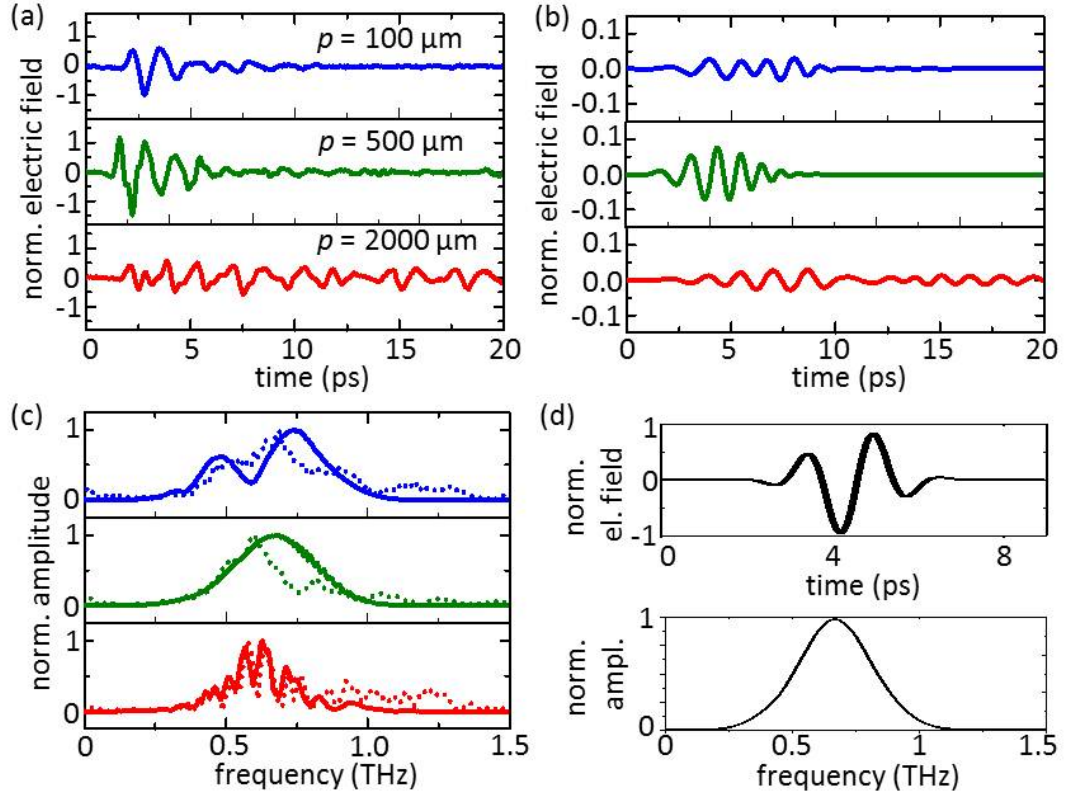 (a)
norm. electric field
1
0
-1
p = 100 µm
1
0
-1
p = 500 µm
1
0
-1
p = 2000 µm
0 5 10 15 20
time (ps)
(b)
norm. electric field
0.1
0.0
-0.1
0.1
0.0
-0.1
0.1
0.0
-0.1
0 5 10 15 20
time (ps)
(c)
norm. amplitude
1
0
1
0
1
0
0 0.5 1.0 1.5
frequency (THz)
(d)
norm.
el. field
1
0
-1
0 4 8
time (ps)
norm.
ampl.
1
0
0 0.5 1 1.5
frequency (THz)